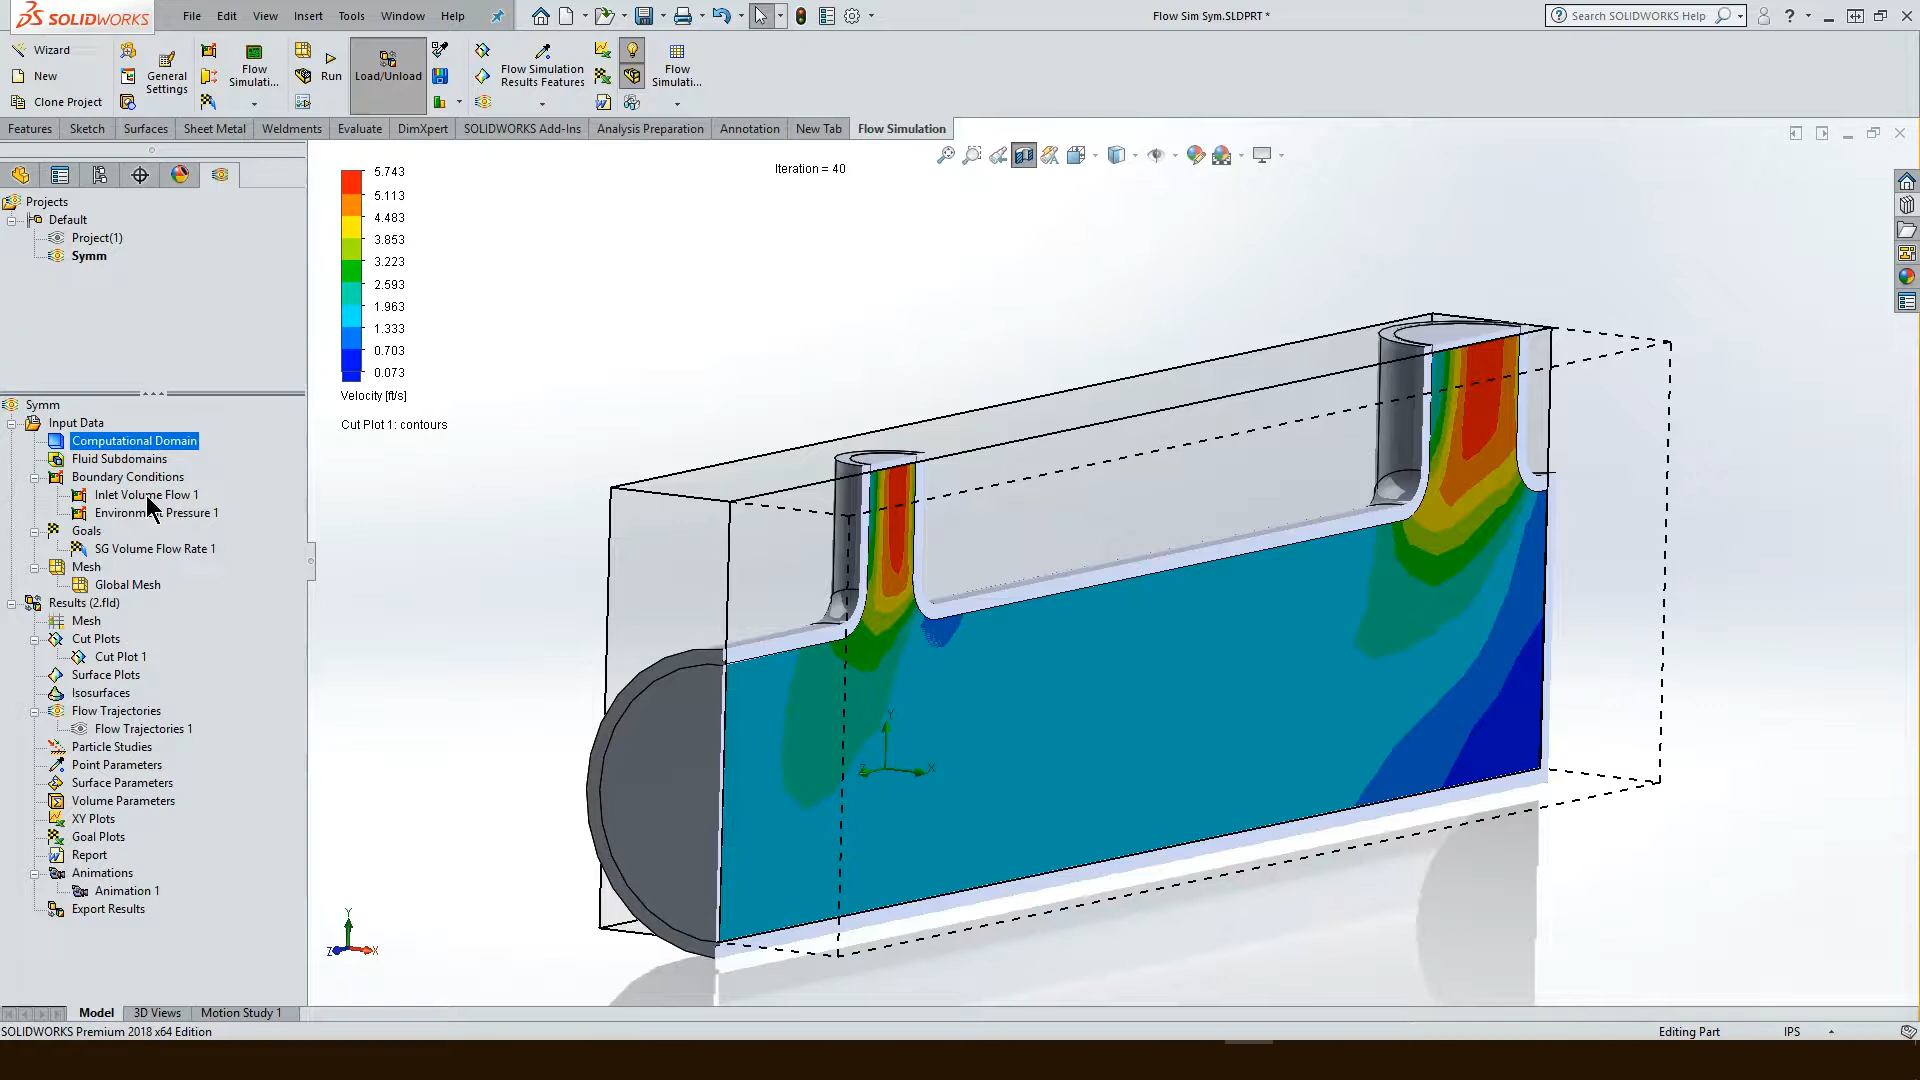 SOLIDWORKS
File Edit View Insert Tools Window Help
Flow Sim Sym.SLDPRT *
Search SOLIDWORKS Help
Wizard
New
Clone Project
General Settings
Flow Simulati...
Run
Load/Unload
Flow Simulation Results Features
Flow Simulati...
Features Sketch Surfaces Sheet Metal Weldments Evaluate DimXpert SOLIDWORKS Add-Ins Analysis Preparation Annotation New Tab Flow Simulation
Projects
Default
Project(1)
Symm
Symm
Input Data
Computational Domain
Fluid Subdomains
Boundary Conditions
Inlet Volume Flow 1
Environment Pressure 1
Goals
SG Volume Flow Rate 1
Mesh
Global Mesh
Results (2.fld)
Mesh
Cut Plots
Cut Plot 1
Surface Plots
Isosurfaces
Flow Trajectories
Flow Trajectories 1
Particle Studies
Point Parameters
Surface Parameters
Volume Parameters
XY Plots
Goal Plots
Report
Animations
Animation 1
Export Results
5.743
5.113
4.483
3.853
3.223
2.593
1.963
1.333
0.703
0.073
Velocity [ft/s]
Cut Plot 1: contours
Iteration = 40
Y
Z X
Y
Z X
Model 3D Views Motion Study 1
SOLIDWORKS Premium 2018 x64 Edition
Editing Part
IPS